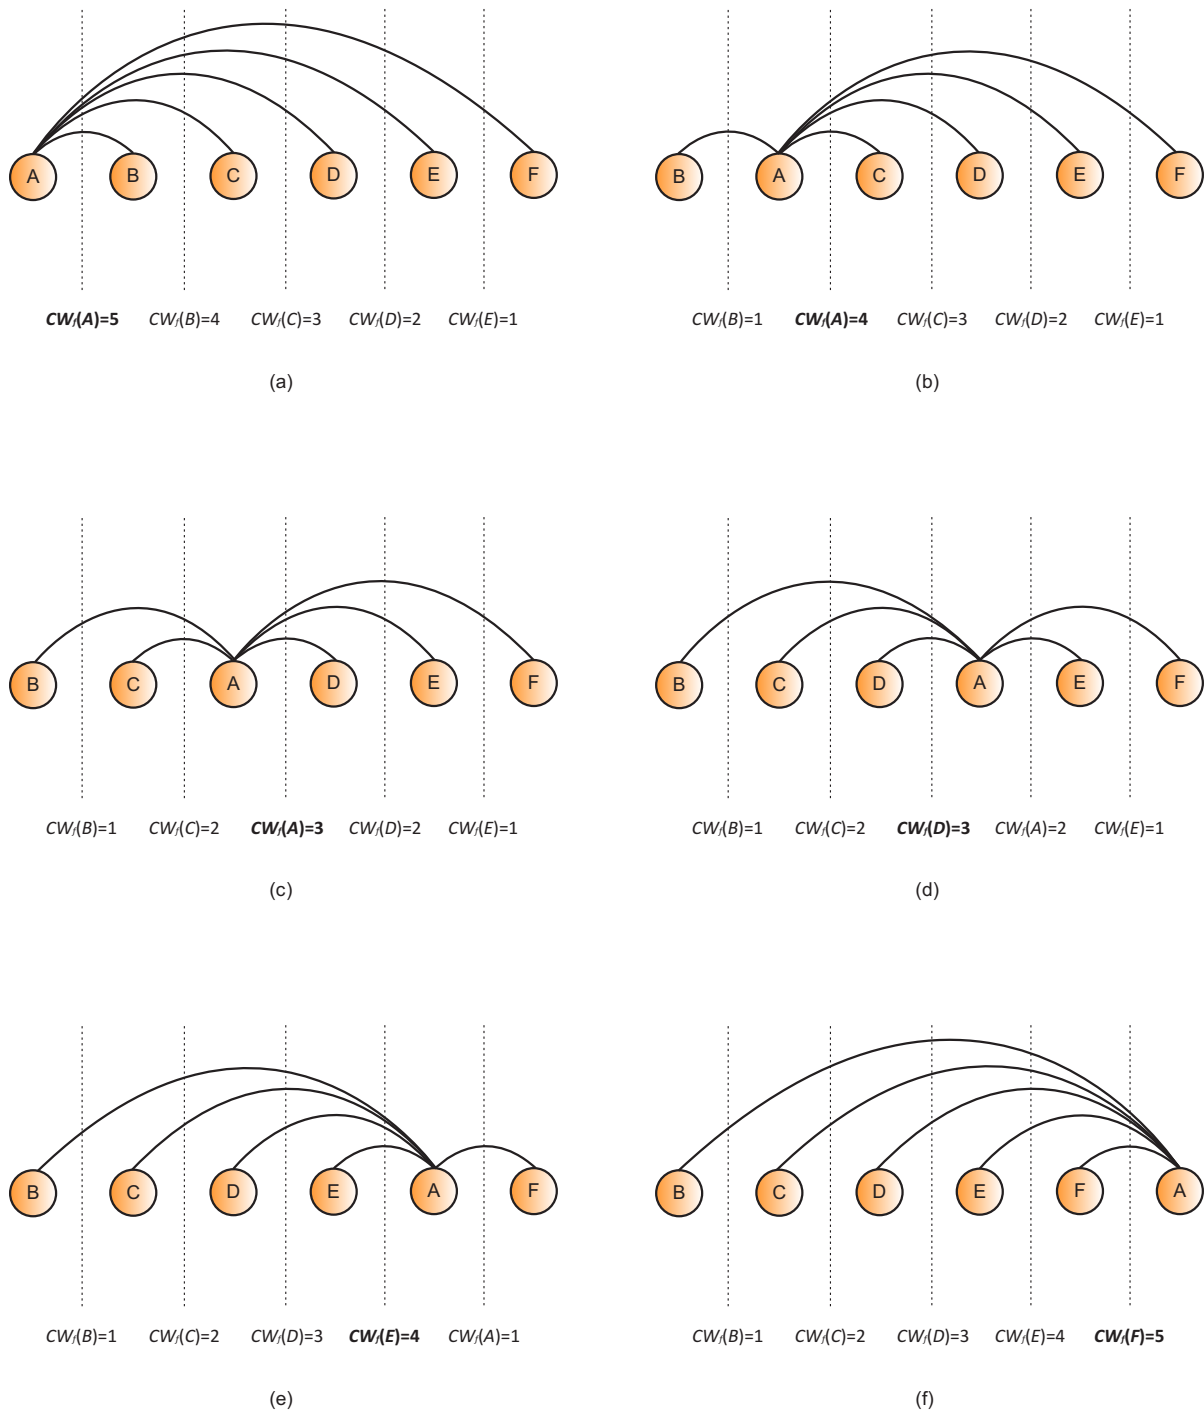 A B C D E F
CWf(A)=5 CWf(B)=4 CWf(C)=3 CWf(D)=2 CWf(E)=1
(a)
B A C D E F
CWf(B)=1 CWf(A)=4 CWf(C)=3 CWf(D)=2 CWf(E)=1
(b)
B C A D E F
CWf(B)=1 CWf(C)=2 CWf(A)=3 CWf(D)=2 CWf(E)=1
(c)
B C D A E F
CWf(B)=1 CWf(C)=2 CWf(D)=3 CWf(A)=2 CWf(E)=1
(d)
B C D E A F
CWf(B)=1 CWf(C)=2 CWf(D)=3 CWf(E)=4 CWf(A)=1
(e)
B C D E F A
CWf(B)=1 CWf(C)=2 CWf(D)=3 CWf(E)=4 CWf(F)=5
(f)